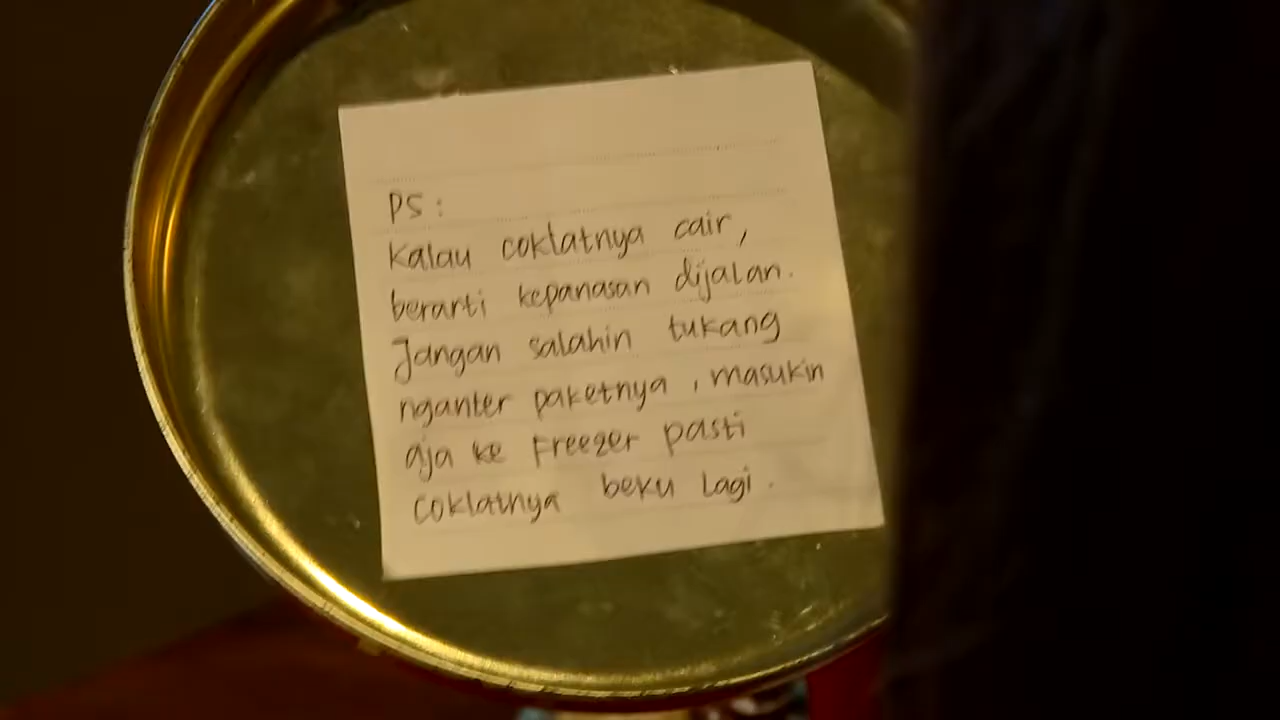 PS :
Kalau coklatnya cair,
berarti kepanasan dijalan.
Jangan salahin tukang
nganter paketnya, masukin
aja ke Freezer pasti
coklatnya beku lagi.